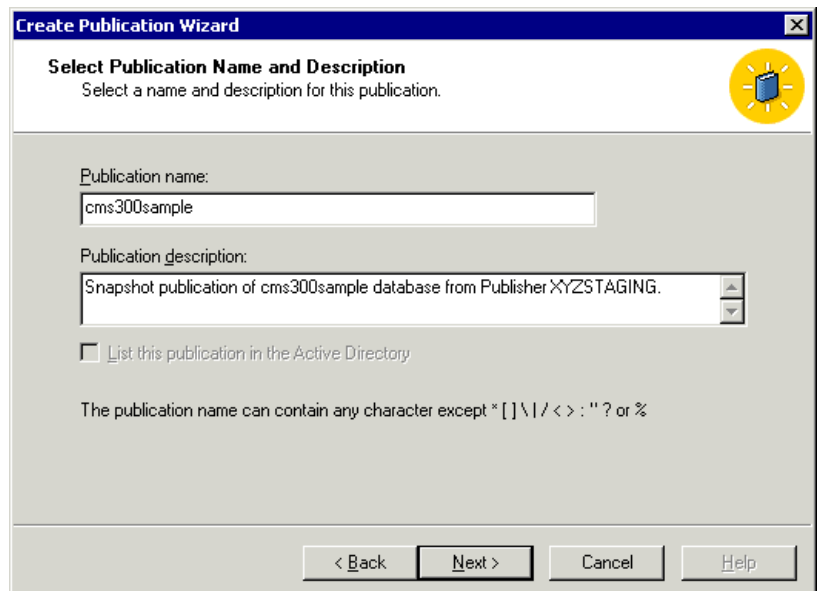 Create Publication Wizard
Select Publication Name and Description
Select a name and description for this publication.
Publication name:
cms300sample
Publication description:
Snapshot publication of cms300sample database from Publisher XYZSTAGING.
List this publication in the Active Directory
The publication name can contain any character except * [ ] \ | / < > : " ? or %
< Back Next > Cancel Help